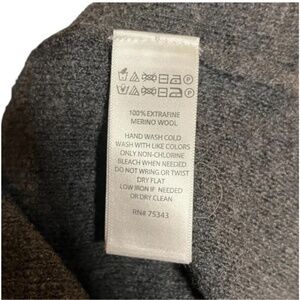 100% EXTRAFINE
MERINO WOOL
HAND WASH COLD
WASH WITH LIKE COLORS
ONLY NON-CHLORINE
BLEACH WHEN NEEDED
DO NOT WRING OR TWIST
DRY FLAT
LOW IRON IF NEEDED
OR DRY CLEAN
RN# 75343